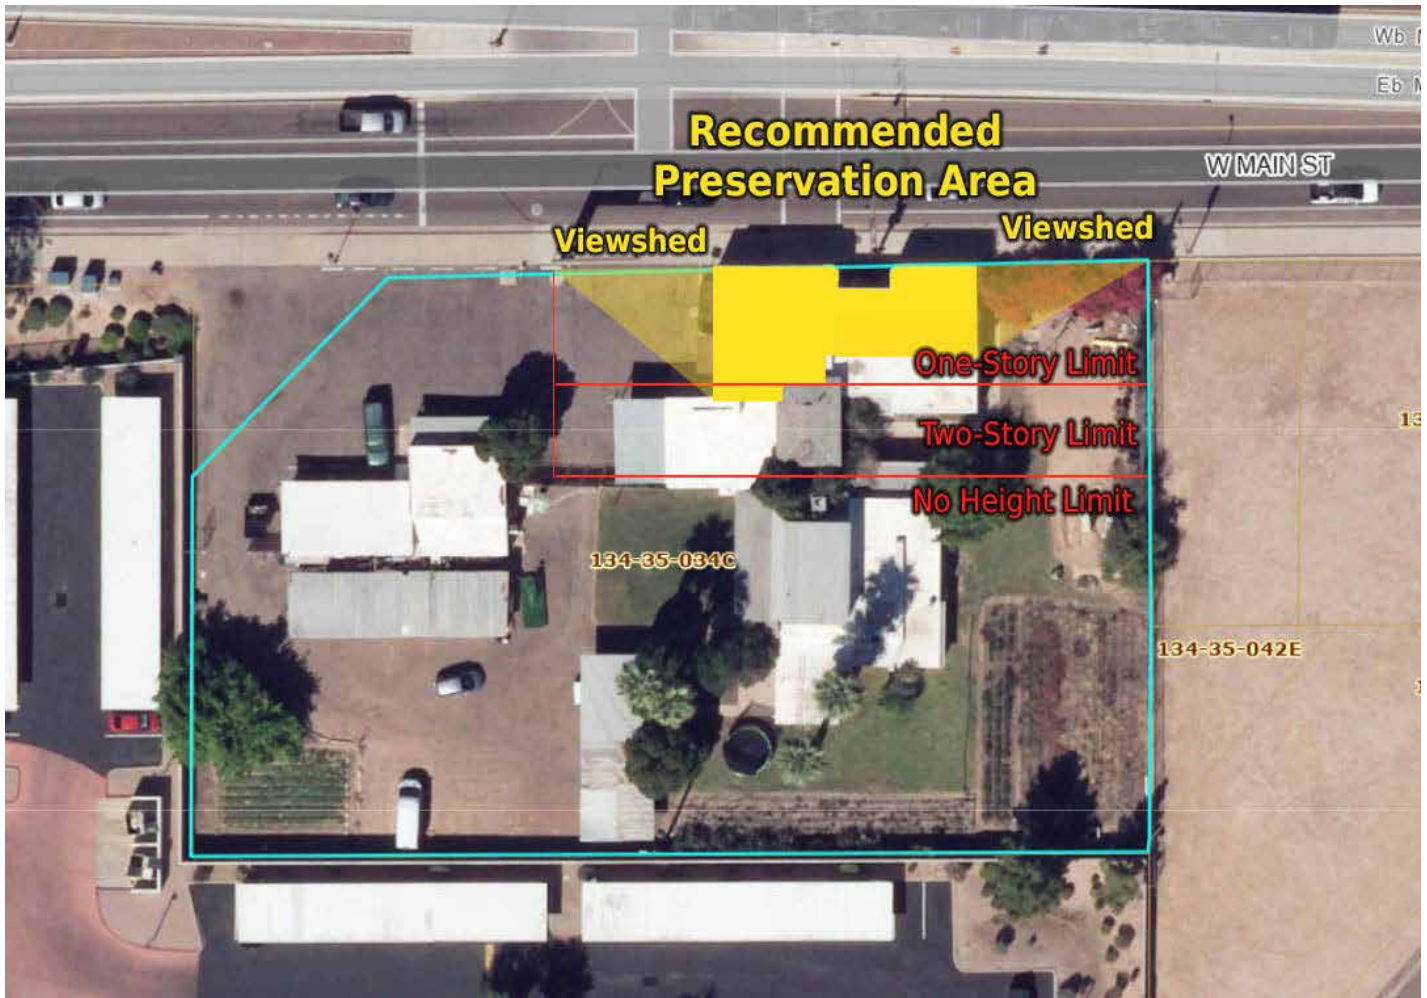 Wb
Eb
Recommended
Preservation Area
W MAIN ST
Viewshed
Viewshed
One-Story Limit
Two-Story Limit
No Height Limit
134-35-034C
134-35-042E